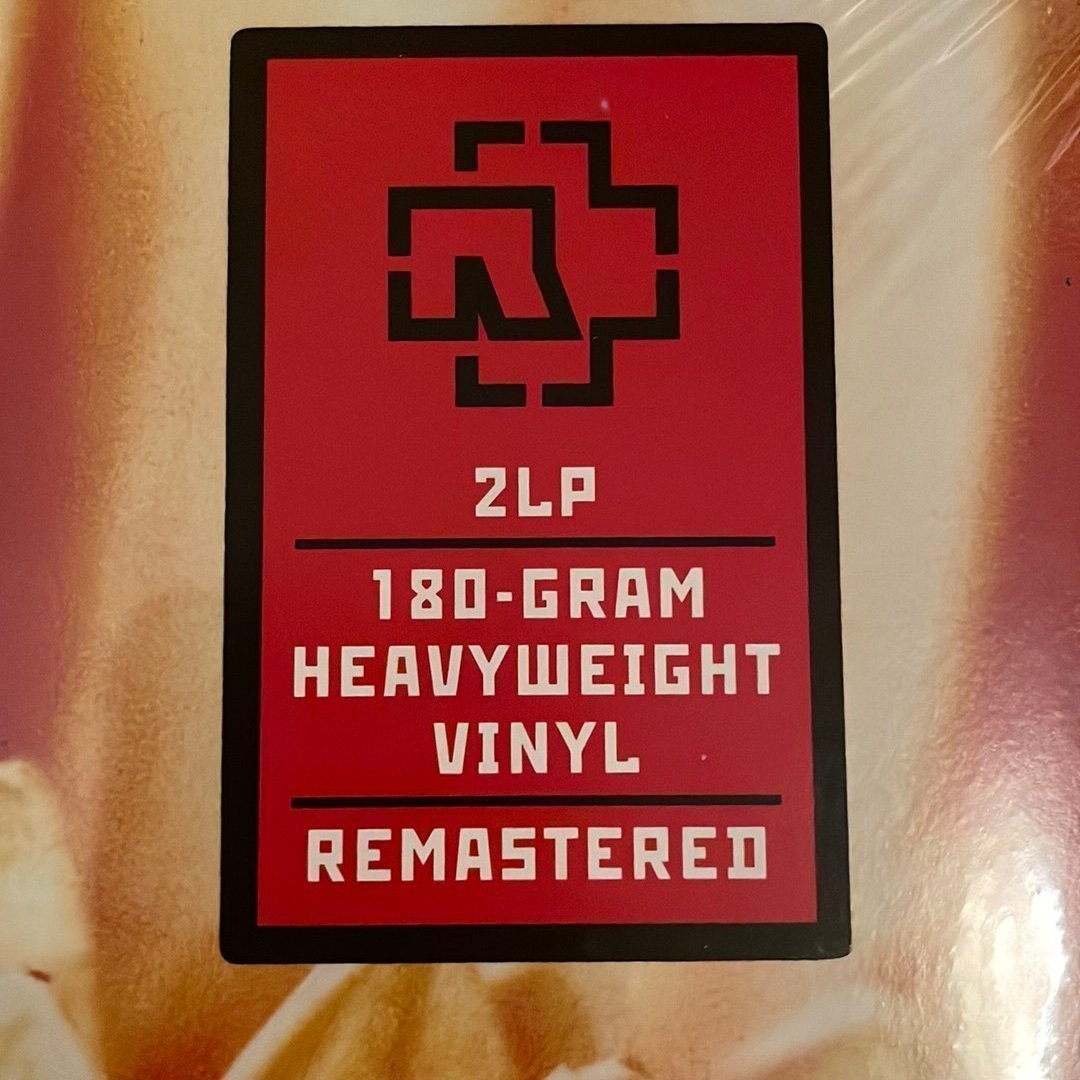 2LP
180-GRAM
HEAVYWEIGHT
VINYL
REMASTERED